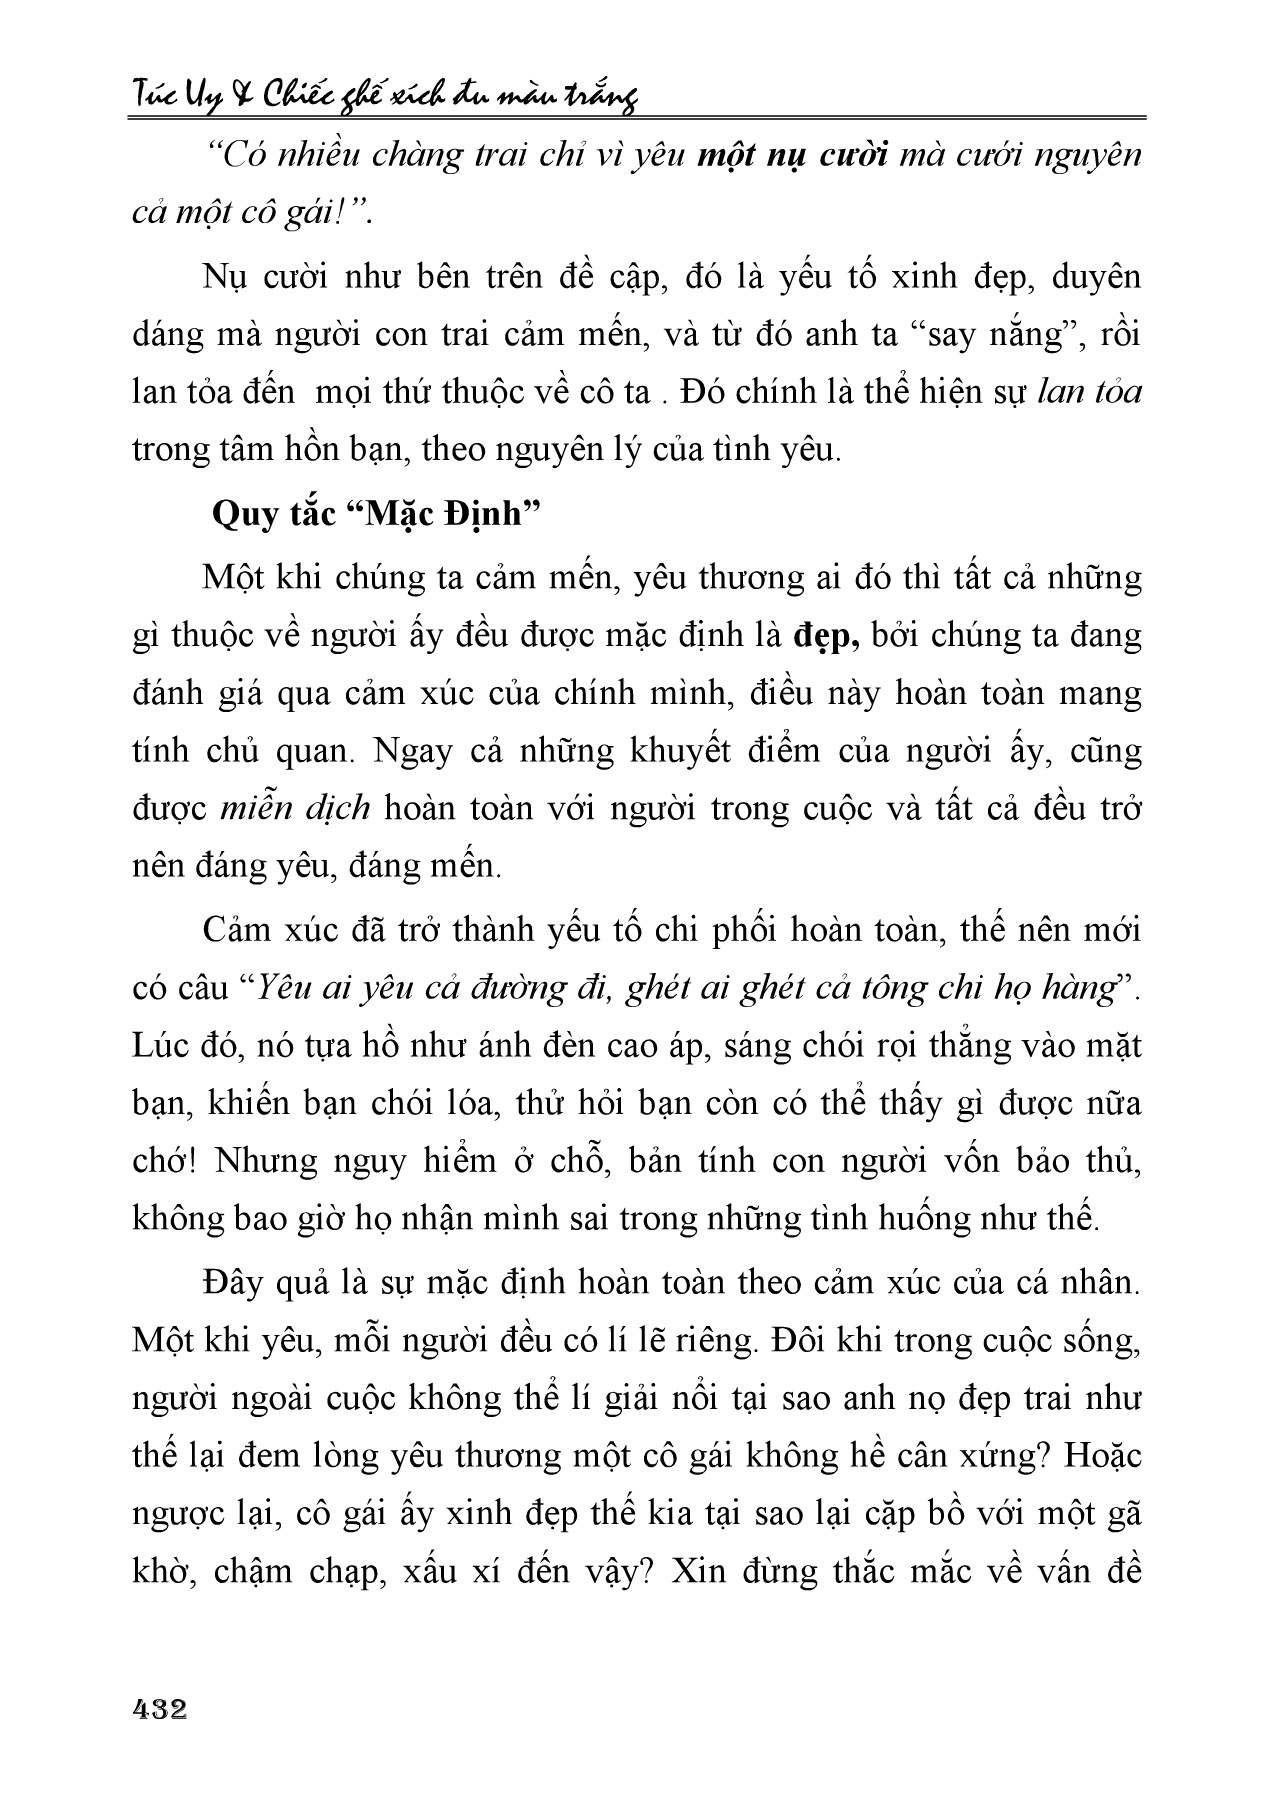 Túc Uy & Chiếc ghế xích đu màu trắng
“Có nhiều chàng trai chỉ vì yêu một nụ cười mà cưới nguyên
cả một cô gái!”.
Nụ cười như bên trên đề cập, đó là yếu tố xinh đẹp, duyên
dáng mà người con trai cảm mến, và từ đó anh ta “say nắng”, rồi
lan tỏa đến  mọi thứ thuộc về cô ta . Đó chính là thể hiện sự lan tỏa
trong tâm hồn bạn, theo nguyên lý của tình yêu.
Quy tắc “Mặc Định”
Một khi chúng ta cảm mến, yêu thương ai đó thì tất cả những
gì thuộc về người ấy đều được mặc định là đẹp, bởi chúng ta đang
đánh giá qua cảm xúc của chính mình, điều này hoàn toàn mang
tính chủ quan. Ngay cả những khuyết điểm của người ấy, cũng
được miễn dịch hoàn toàn với người trong cuộc và tất cả đều trở
nên đáng yêu, đáng mến.
Cảm xúc đã trở thành yếu tố chi phối hoàn toàn, thế nên mới
có câu “Yêu ai yêu cả đường đi, ghét ai ghét cả tông chi họ hàng”.
Lúc đó, nó tựa hồ như ánh đèn cao áp, sáng chói rọi thẳng vào mặt
bạn, khiến bạn chói lóa, thử hỏi bạn còn có thể thấy gì được nữa
chớ! Nhưng nguy hiểm ở chỗ, bản tính con người vốn bảo thủ,
không bao giờ họ nhận mình sai trong những tình huống như thế.
Đây quả là sự mặc định hoàn toàn theo cảm xúc của cá nhân.
Một khi yêu, mỗi người đều có lí lẽ riêng. Đôi khi trong cuộc sống,
người ngoài cuộc không thể lí giải nổi tại sao anh nọ đẹp trai như
thế lại đem lòng yêu thương một cô gái không hề cân xứng? Hoặc
ngược lại, cô gái ấy xinh đẹp thế kia tại sao lại cặp bồ với một gã
khờ, chậm chạp, xấu xí đến vậy? Xin đừng thắc mắc về vấn đề
432